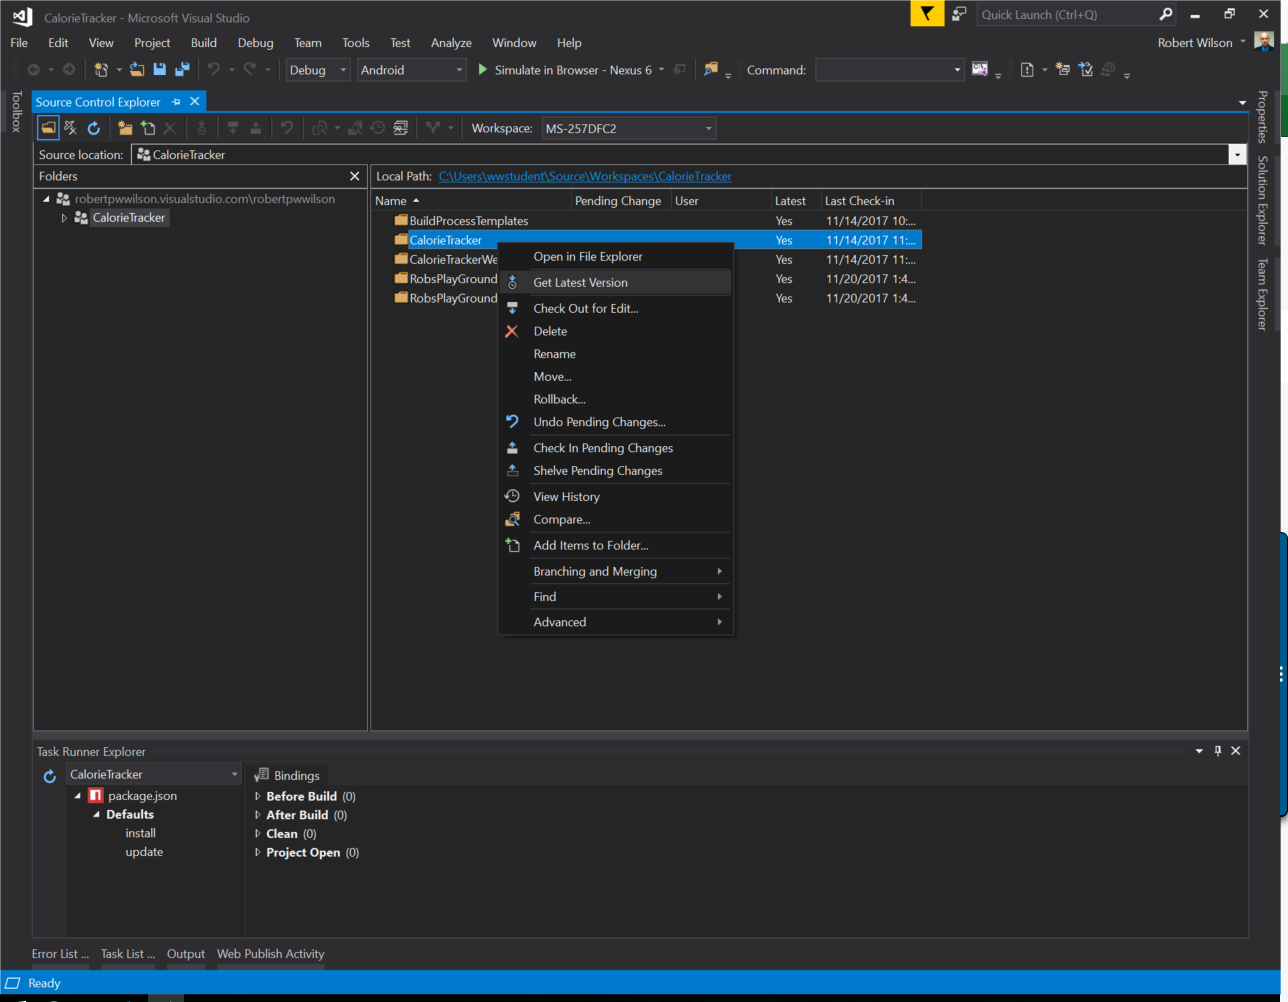 CalorieTracker - Microsoft Visual Studio
Quick Launch (Ctrl+Q)
File Edit View Project Build Debug Team Tools Test Analyze Window Help
Robert Wilson
Debug Android Simulate in Browser - Nexus 6 Command:
Toolbox
Source Control Explorer
Workspace: MS-257DFC2
Source location: CalorieTracker
Folders
robertpwwilson.visualstudio.com\robertpwwilson
CalorieTracker
Local Path: C:\Users\wwstudent\Source\Workspaces\CalorieTracker
Name Pending Change User Latest Last Check-in
BuildProcessTemplates Yes 11/14/2017 10:...
CalorieTracker Yes 11/14/2017 11:...
CalorieTrackerWe Yes 11/14/2017 11:...
RobsPlayGround Yes 11/20/2017 1:4...
RobsPlayGround Yes 11/20/2017 1:4...
Open in File Explorer
Get Latest Version
Check Out for Edit...
Delete
Rename
Move...
Rollback...
Undo Pending Changes...
Check In Pending Changes
Shelve Pending Changes
View History
Compare...
Add Items to Folder...
Branching and Merging
Find
Advanced
Properties
Solution Explorer
Team Explorer
Task Runner Explorer
CalorieTracker
package.json
Defaults
install
update
Bindings
Before Build (0)
After Build (0)
Clean (0)
Project Open (0)
Error List ... Task List ... Output Web Publish Activity
Ready